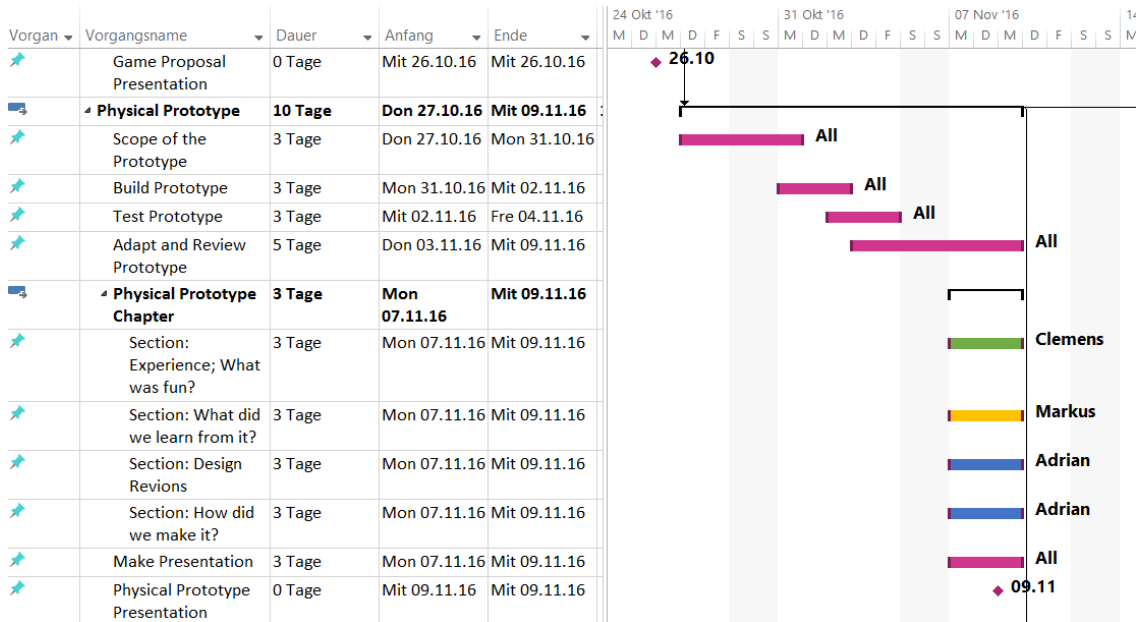 24 Okt '16 31 Okt '16 07 Nov '16 14
Vorgan Vorgangsname Dauer Anfang Ende M D M D F S S M D M D F S S M D M D F S S M
Game Proposal 0 Tage Mit 26.10.16 Mit 26.10.16 26.10
Presentation
Physical Prototype 10 Tage Don 27.10.16 Mit 09.11.16
Scope of the 3 Tage Don 27.10.16 Mon 31.10.16 All
Prototype
Build Prototype 3 Tage Mon 31.10.16 Mit 02.11.16 All
Test Prototype 3 Tage Mit 02.11.16 Fre 04.11.16 All
Adapt and Review 5 Tage Don 03.11.16 Mit 09.11.16 All
Prototype
Physical Prototype 3 Tage Mon Mit 09.11.16
Chapter 07.11.16
Section: 3 Tage Mon 07.11.16 Mit 09.11.16 Clemens
Experience; What
was fun?
Section: What did 3 Tage Mon 07.11.16 Mit 09.11.16 Markus
we learn from it?
Section: Design 3 Tage Mon 07.11.16 Mit 09.11.16 Adrian
Revions
Section: How did 3 Tage Mon 07.11.16 Mit 09.11.16 Adrian
we make it?
Make Presentation 3 Tage Mon 07.11.16 Mit 09.11.16 All
Physical Prototype 0 Tage Mit 09.11.16 Mit 09.11.16 09.11
Presentation